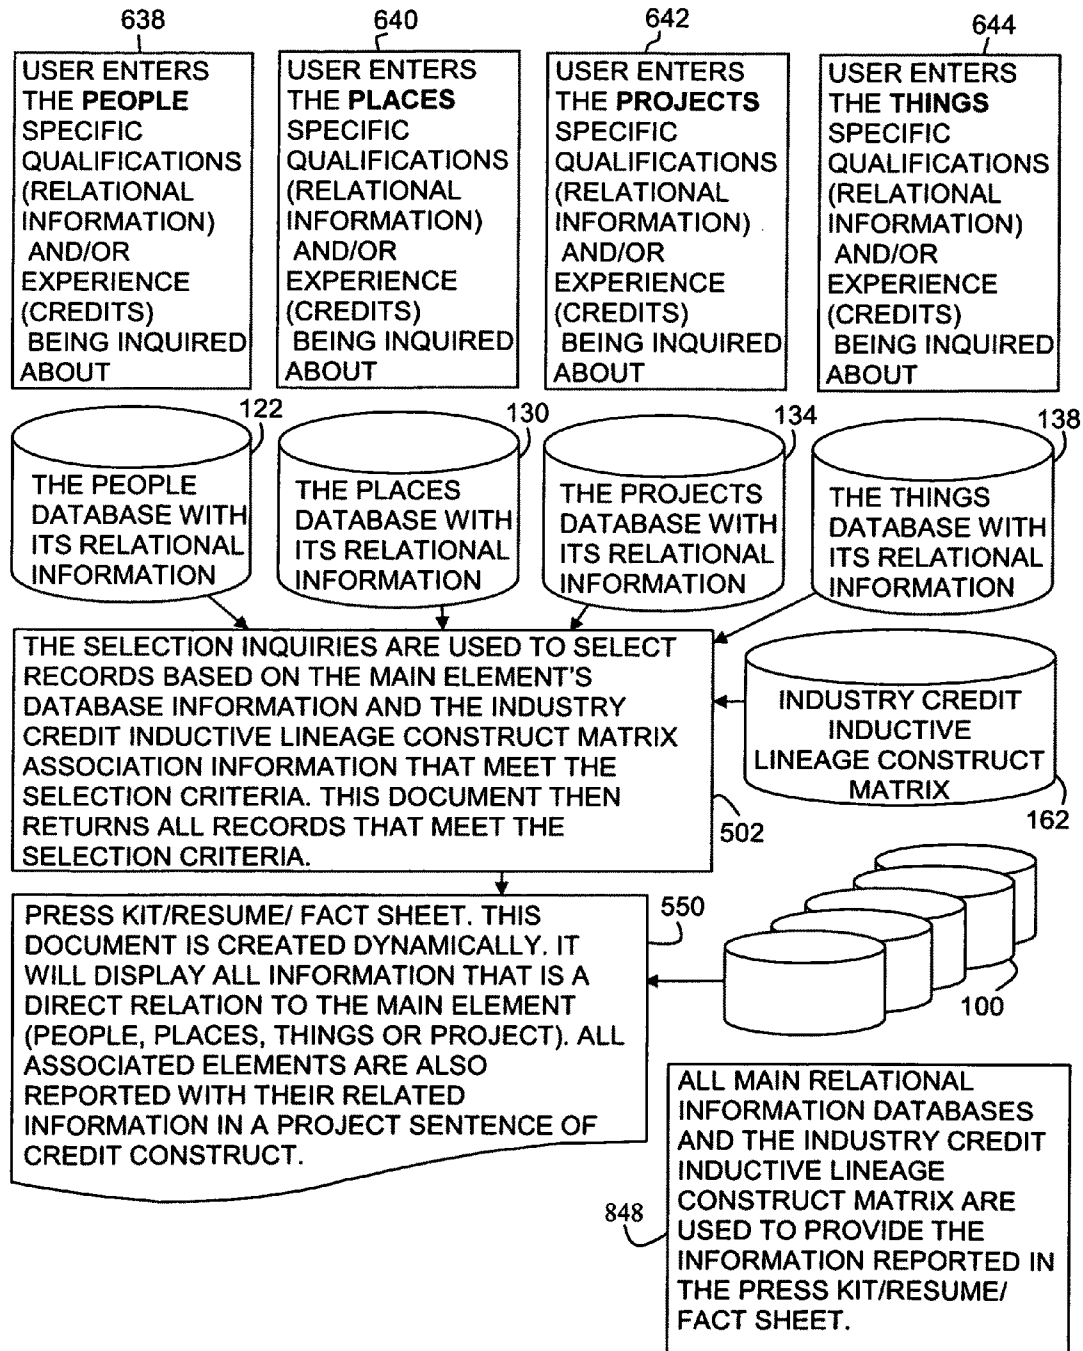 638
640
642
644
USER ENTERS
THE PEOPLE
SPECIFIC
QUALIFICATIONS
(RELATIONAL
INFORMATION)
AND/OR
EXPERIENCE
(CREDITS)
BEING INQUIRED
ABOUT
USER ENTERS
THE PLACES
SPECIFIC
QUALIFICATIONS
(RELATIONAL
INFORMATION)
AND/OR
EXPERIENCE
(CREDITS)
BEING INQUIRED
ABOUT
USER ENTERS
THE PROJECTS
SPECIFIC
QUALIFICATIONS
(RELATIONAL
INFORMATION)
AND/OR
EXPERIENCE
(CREDITS)
BEING INQUIRED
ABOUT
USER ENTERS
THE THINGS
SPECIFIC
QUALIFICATIONS
(RELATIONAL
INFORMATION)
AND/OR
EXPERIENCE
(CREDITS)
BEING INQUIRED
ABOUT
122
130
134
138
THE PEOPLE
DATABASE WITH
ITS RELATIONAL
INFORMATION
THE PLACES
DATABASE WITH
ITS RELATIONAL
INFORMATION
THE PROJECTS
DATABASE WITH
ITS RELATIONAL
INFORMATION
THE THINGS
DATABASE WITH
ITS RELATIONAL
INFORMATION
THE SELECTION INQUIRIES ARE USED TO SELECT
RECORDS BASED ON THE MAIN ELEMENT'S
DATABASE INFORMATION AND THE INDUSTRY
CREDIT INDUCTIVE LINEAGE CONSTRUCT MATRIX
ASSOCIATION INFORMATION THAT MEET THE
SELECTION CRITERIA. THIS DOCUMENT THEN
RETURNS ALL RECORDS THAT MEET THE
SELECTION CRITERIA.
502
INDUSTRY CREDIT
INDUCTIVE
LINEAGE CONSTRUCT
MATRIX
162
PRESS KIT/RESUME/ FACT SHEET. THIS
DOCUMENT IS CREATED DYNAMICALLY. IT
WILL DISPLAY ALL INFORMATION THAT IS A
DIRECT RELATION TO THE MAIN ELEMENT
(PEOPLE, PLACES, THINGS OR PROJECT). ALL
ASSOCIATED ELEMENTS ARE ALSO
REPORTED WITH THEIR RELATED
INFORMATION IN A PROJECT SENTENCE OF
CREDIT CONSTRUCT.
550
100
ALL MAIN RELATIONAL
INFORMATION DATABASES
AND THE INDUSTRY CREDIT
INDUCTIVE LINEAGE
CONSTRUCT MATRIX ARE
USED TO PROVIDE THE
INFORMATION REPORTED IN
THE PRESS KIT/RESUME/
FACT SHEET.
848